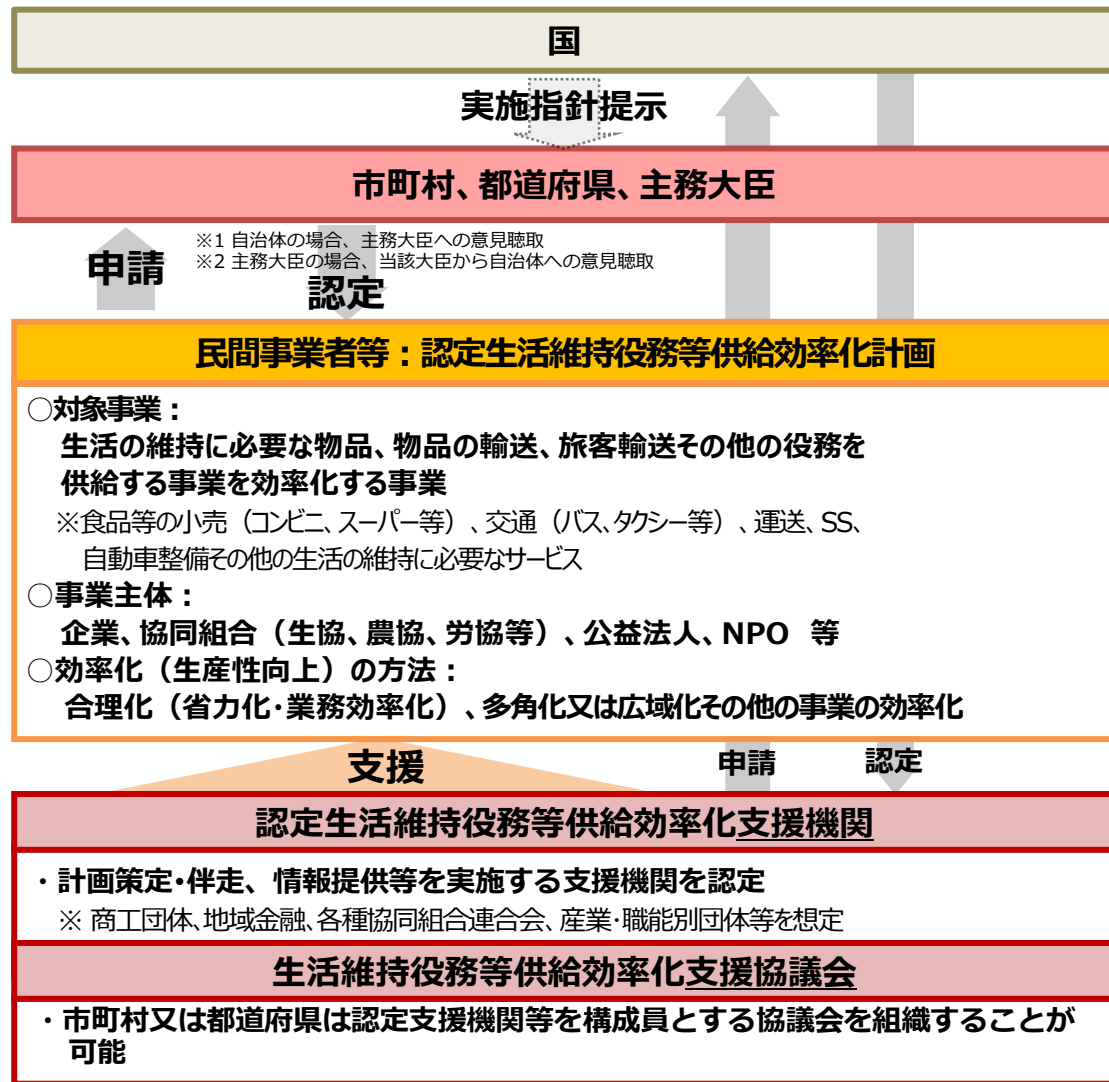 国
実施指針提示
市町村、都道府県、主務大臣
申請
※1 自治体の場合、主務大臣への意見聴取
※2 主務大臣の場合、当該大臣から自治体への意見聴取
認定
民間事業者等：認定生活維持役務等供給効率化計画
○対象事業：
生活の維持に必要な物品、物品の輸送、旅客輸送その他の役務を
供給する事業を効率化する事業
※食品等の小売（コンビニ、スーパー等）、交通（バス、タクシー等）、運送、SS、
自動車整備その他の生活の維持に必要なサービス
○事業主体：
企業、協同組合（生協、農協、労協等）、公益法人、NPO 等
○効率化（生産性向上）の方法：
合理化（省力化・業務効率化）、多角化又は広域化その他の事業の効率化
支援
申請
認定
認定生活維持役務等供給効率化支援機関
・計画策定・伴走、情報提供等を実施する支援機関を認定
※ 商工団体、地域金融、各種協同組合連合会、産業・職能別団体等を想定
生活維持役務等供給効率化支援協議会
・市町村又は都道府県は認定支援機関等を構成員とする協議会を組織することが
可能